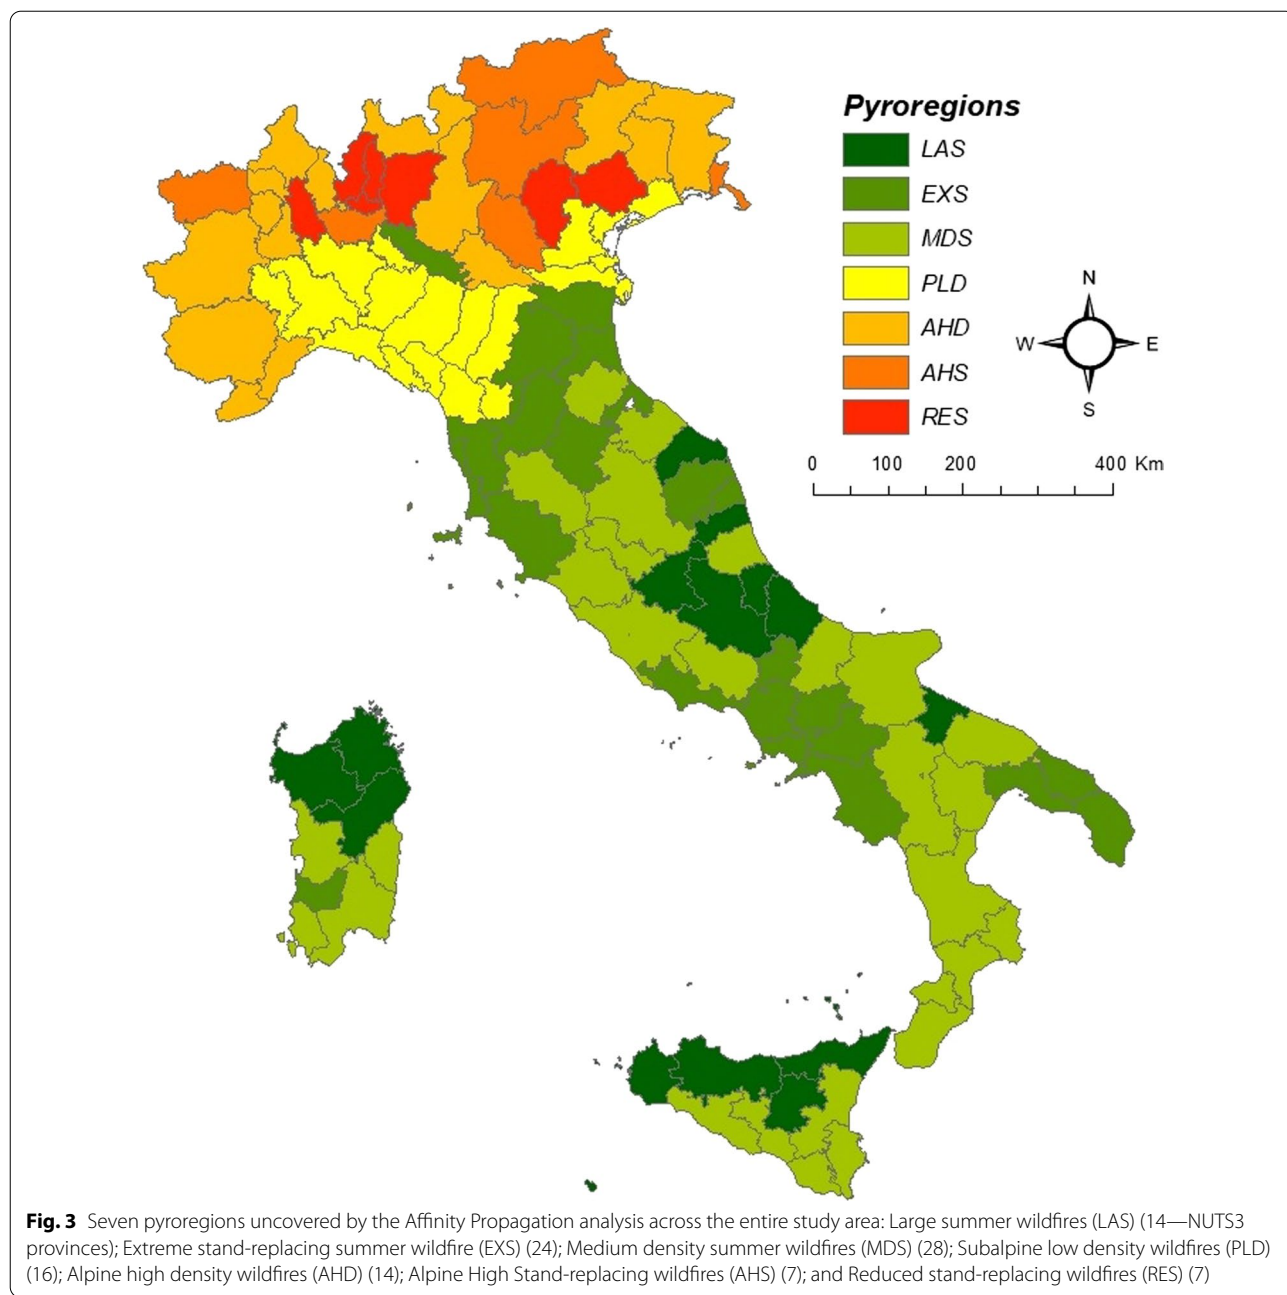 Pyroregions
LAS
EXS
MDS
PLD
AHD
AHS
RES
N
W
E
S
0 100 200 400 Km
Fig. 3 Seven pyroregions uncovered by the Affinity Propagation analysis across the entire study area: Large summer wildfires (LAS) (14—NUTS3
provinces); Extreme stand-replacing summer wildfire (EXS) (24); Medium density summer wildfires (MDS) (28); Subalpine low density wildfires (PLD)
(16); Alpine high density wildfires (AHD) (14); Alpine High Stand-replacing wildfires (AHS) (7); and Reduced stand-replacing wildfires (RES) (7)